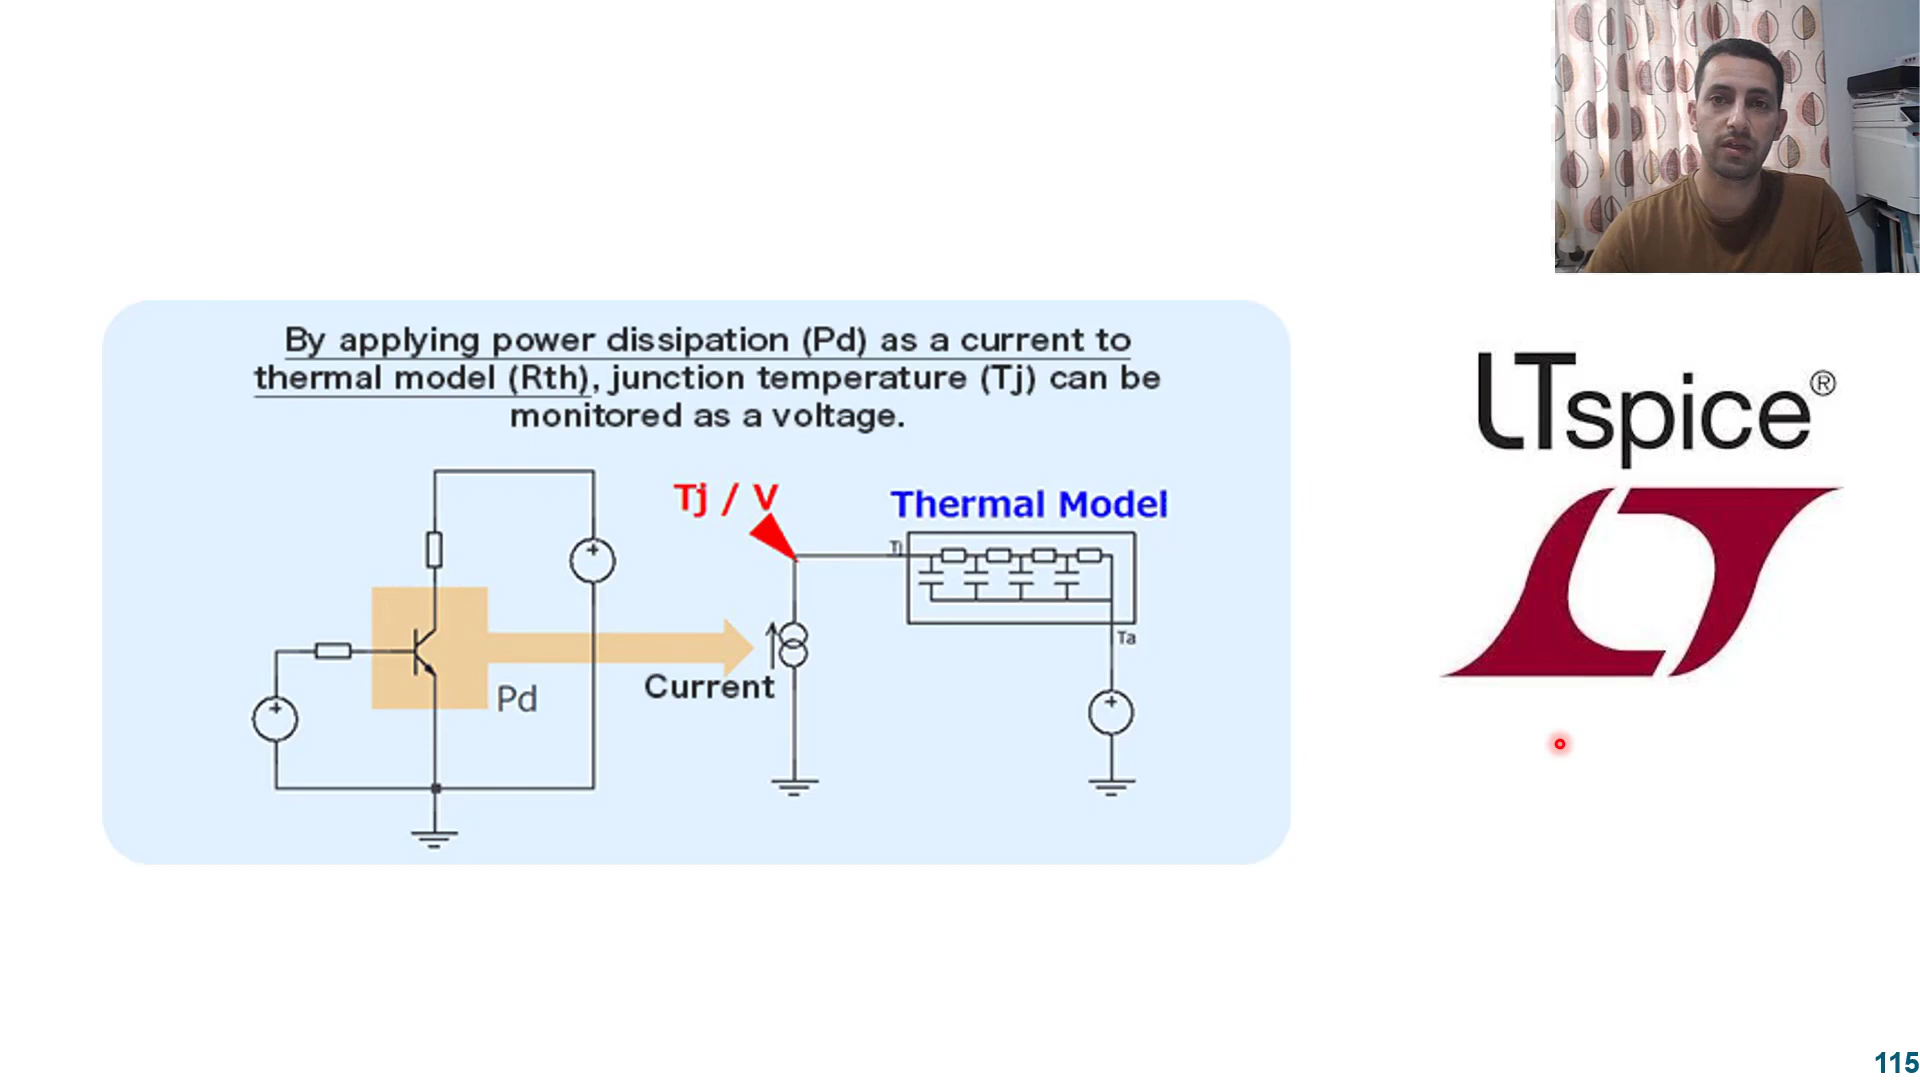 By applying power dissipation (Pd) as a current to
thermal model (Rth), junction temperature (Tj) can be
monitored as a voltage.
Tj / V
Thermal Model
Tj
Ta
Pd
Current
LTspice®
115